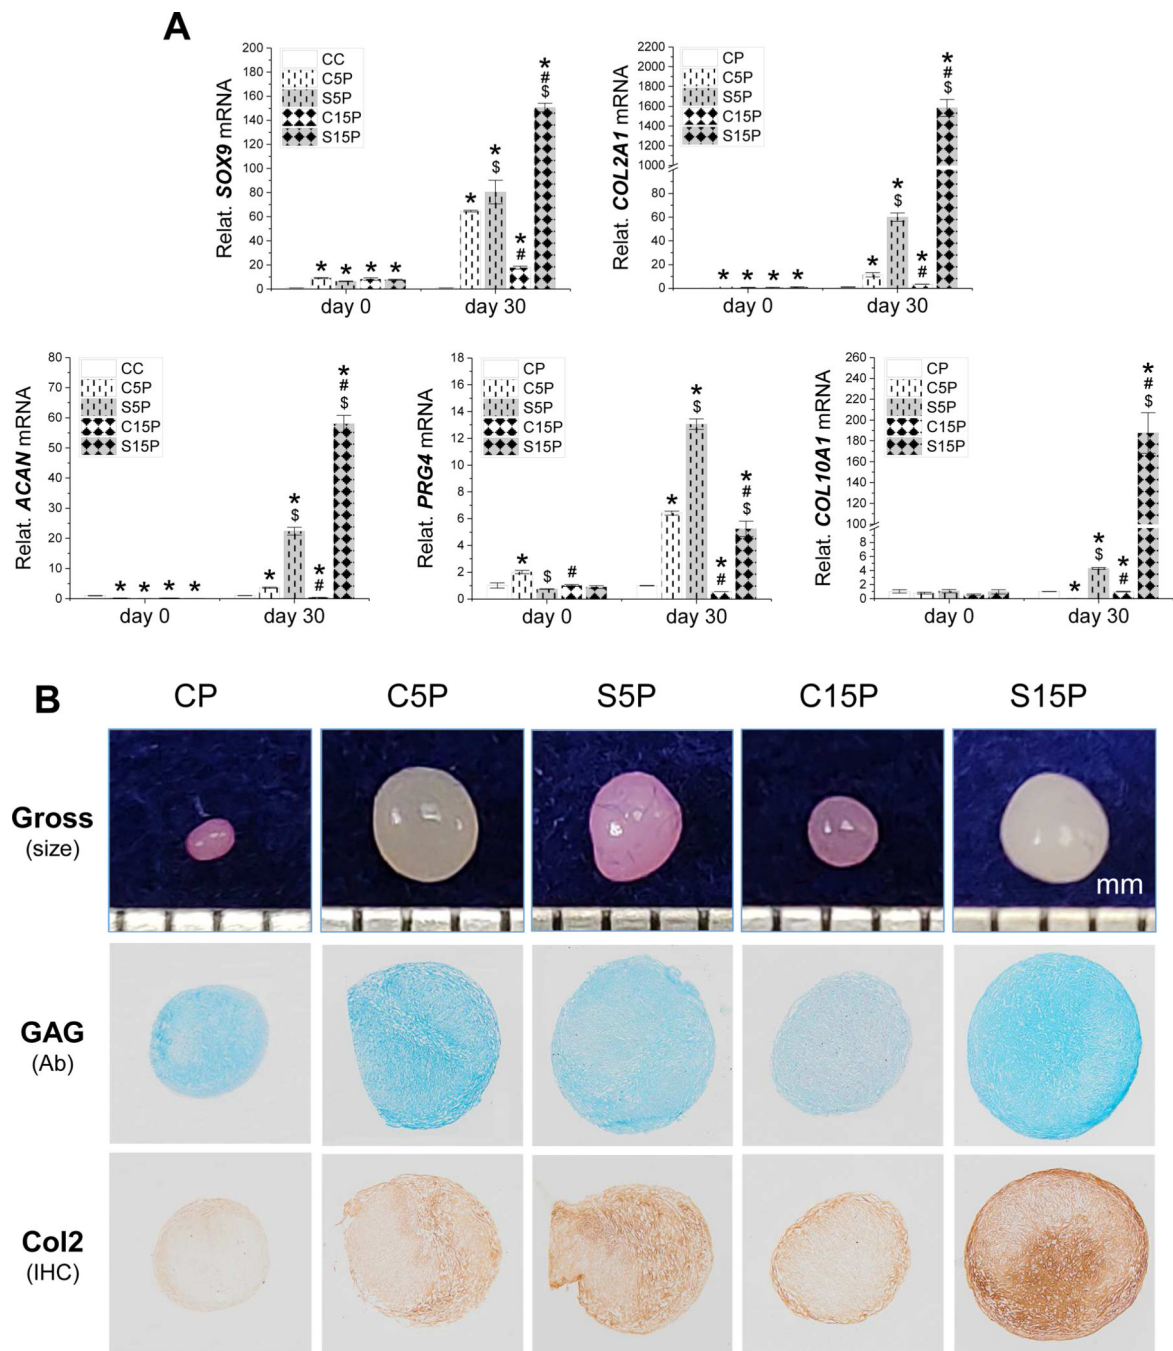 A
Relat. SOX9 mRNA
200
180
160
140
120
100
80
60
40
20
0
CC
C5P
S5P
C15P
S15P
* * * *
*
*
$
*
#
*
#
$
day 0 day 30
Relat. COL2A1 mRNA
2200
2000
1800
1600
1400
1200
1000
80
60
40
20
0
CP
C5P
S5P
C15P
S15P
* * * *
*
*
$
*
#
*
#
$
day 0 day 30
Relat. ACAN mRNA
80
70
60
50
40
30
20
10
0
CC
C5P
S5P
C15P
S15P
* * * *
*
*
$
*
#
*
#
$
day 0 day 30
Relat. PRG4 mRNA
18
16
14
12
10
8
6
4
2
0
CP
C5P
S5P
C15P
S15P
* $ #
*
*
$
*
#
*
#
$
day 0 day 30
Relat. COL10A1 mRNA
260
240
220
200
180
160
140
120
100
8
6
4
2
0
CP
C5P
S5P
C15P
S15P
*
*
$
*
#
*
#
$
day 0 day 30
B CP C5P S5P C15P S15P
Gross
(size)
mm
GAG
(Ab)
Col2
(IHC)